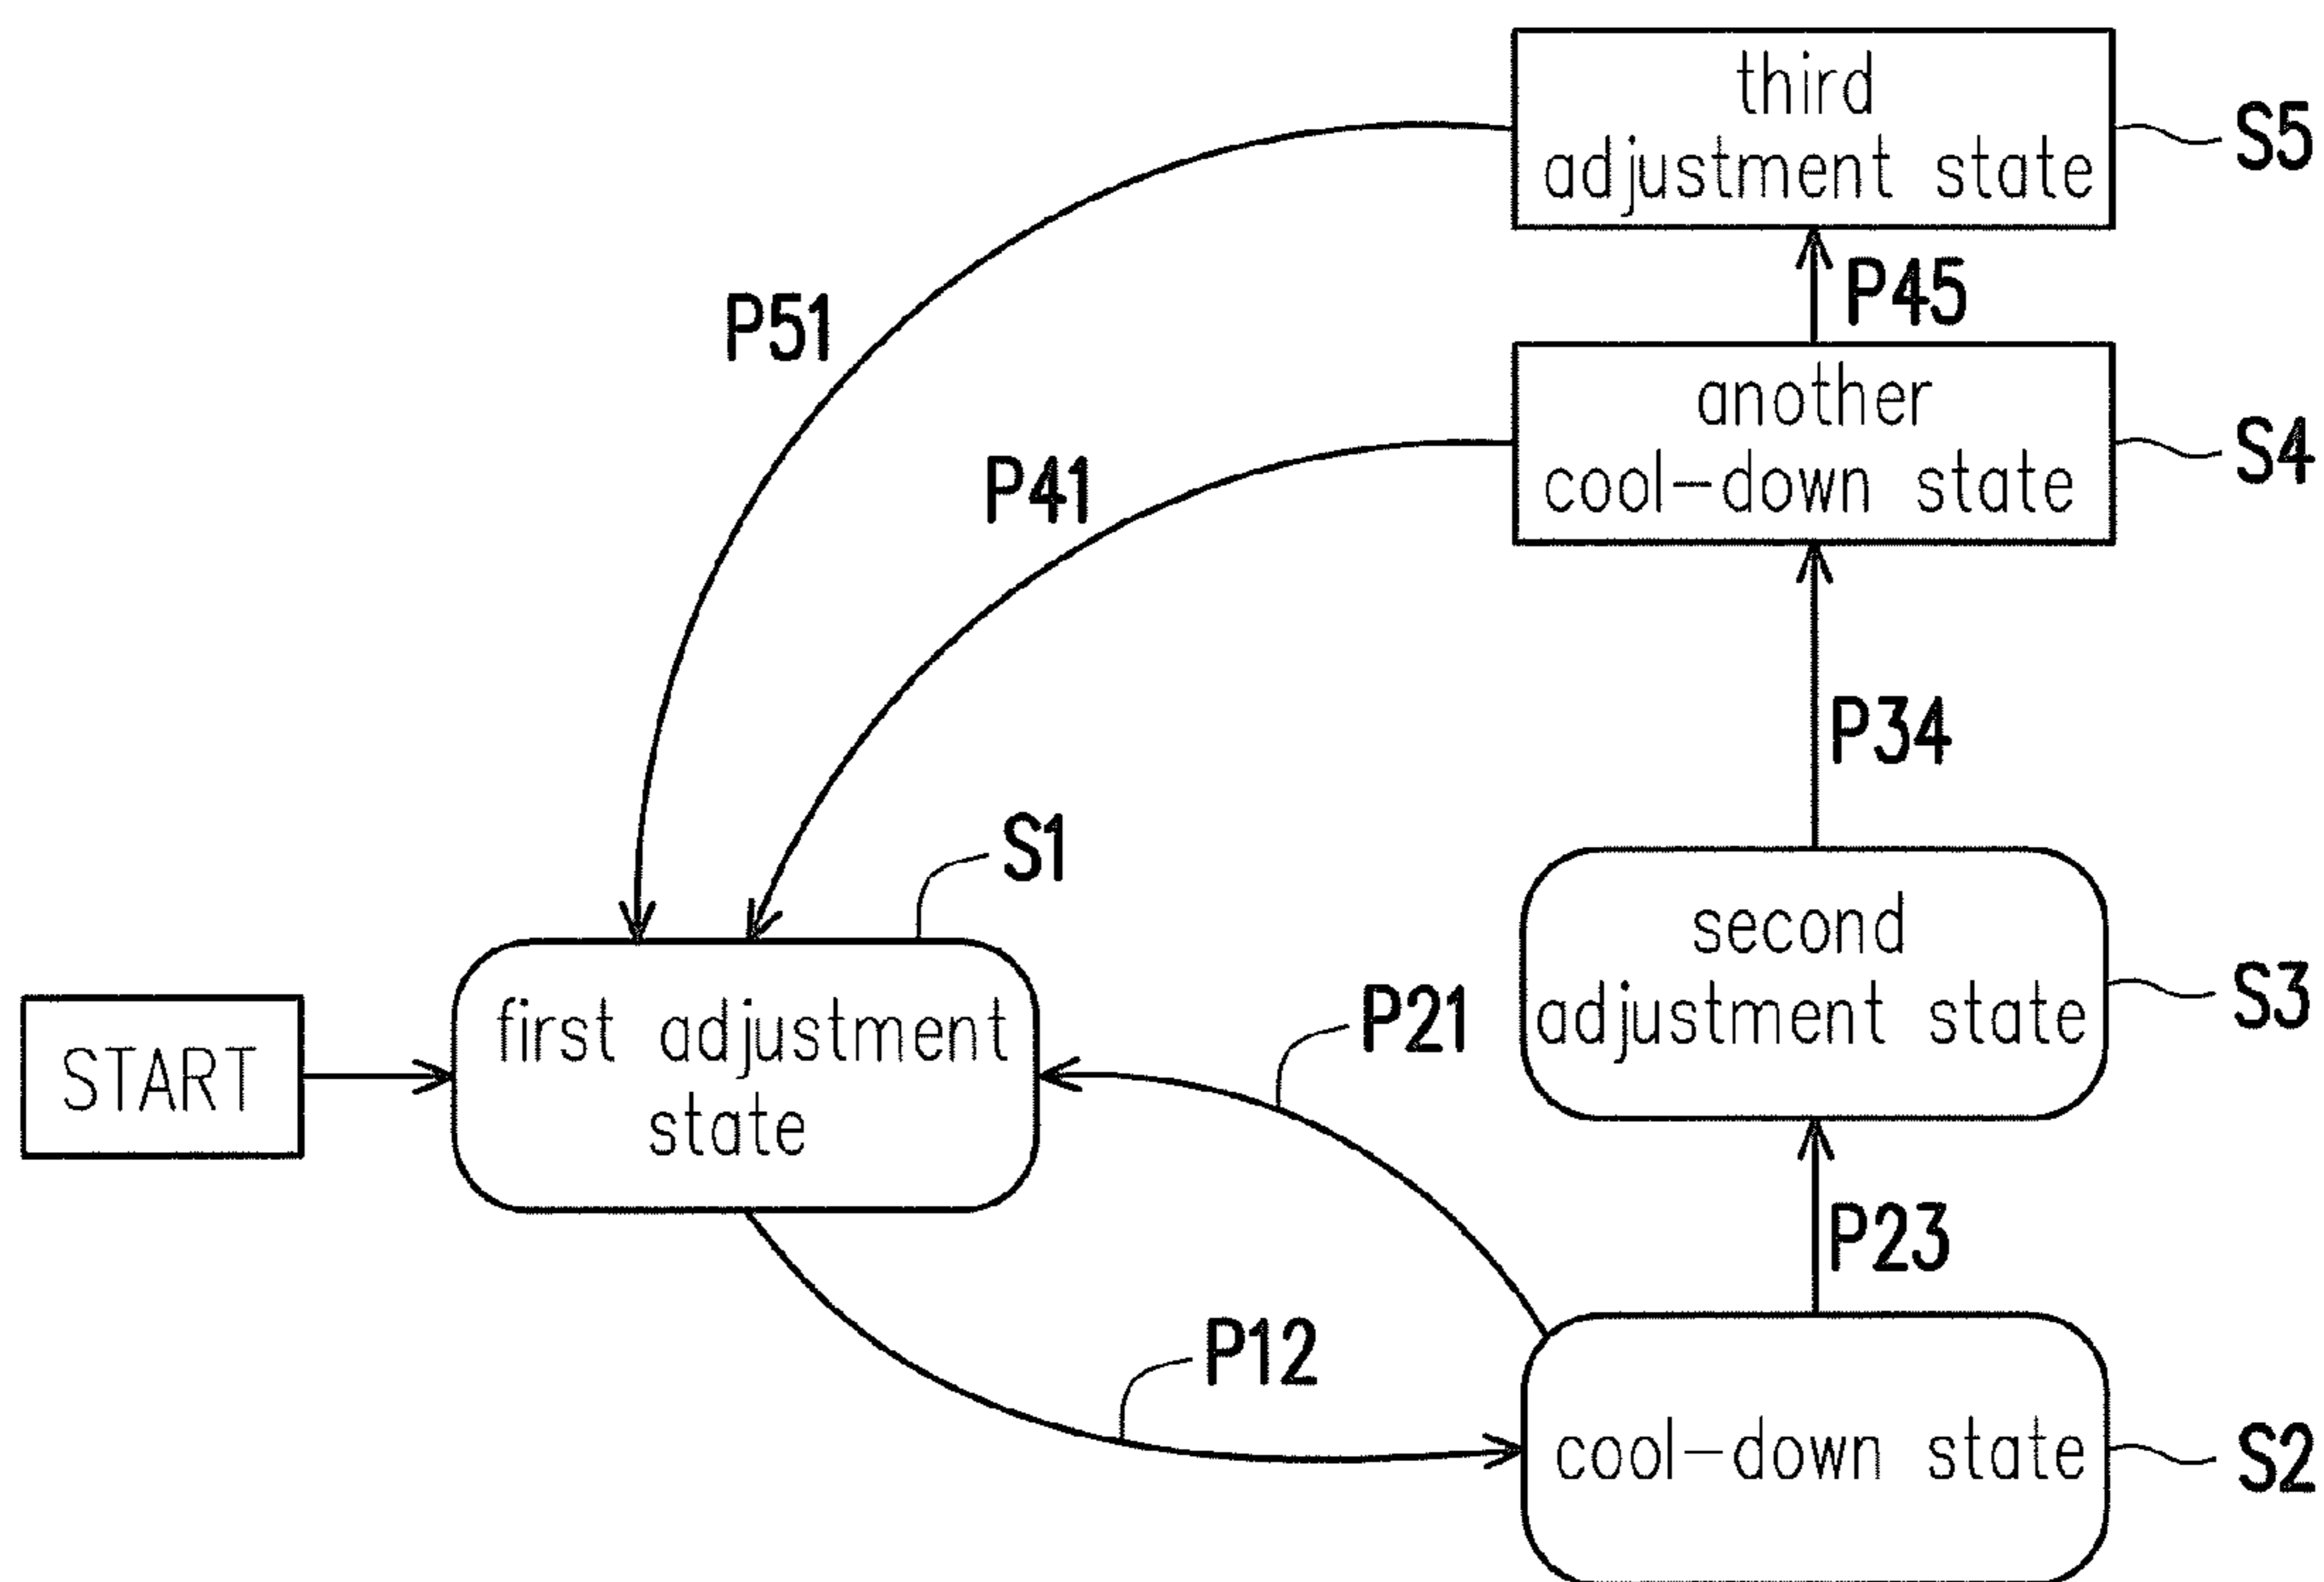 third
adjustment state
S5
P45
P51
another
cool-down state
S4
P41
P34
S1
second
adjustment state
S3
first adjustment
state
START
P21
P23
P12
cool-down state
S2